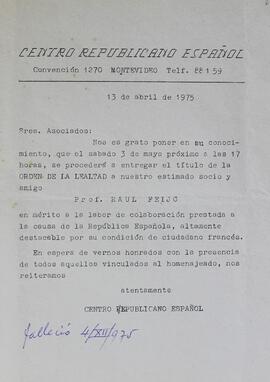 CENTRO REPUBLICANO ESPAÑOL
Convención 1270 MONTEVIDEO Telf. 88159
13 de abril de 1975
Sres. Asociados:
Nos es grato poner en su conoci-
miento, que el sabado 3 de mayo próximo a las 17
horas, se procederá a entregar el título de la
ORDEN DE LA LEALTAD a nuestro estimado socio y
amigo
Prof. RAUL FEIJO
en mérito a la labor de colaboración prestada a
la causa de la República Española, altamente
destacable por su condición de ciudadano francés.
En espera de vernos honrados con la presencia
de todos aquellos vinculados al homenajeado, nos
reiteramos
atentamente
CENTRO REPUBLICANO ESPAÑOL
falleció 4/XII/975